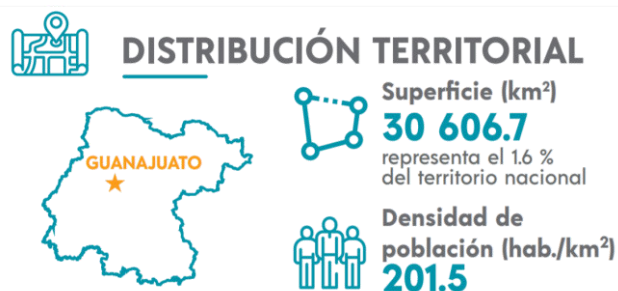 DISTRIBUCIÓN TERRITORIAL
GUANAJUATO
Superficie (km²)
30 606.7
representa el 1.6 %
del territorio nacional
Densidad de
población (hab./km²)
201.5